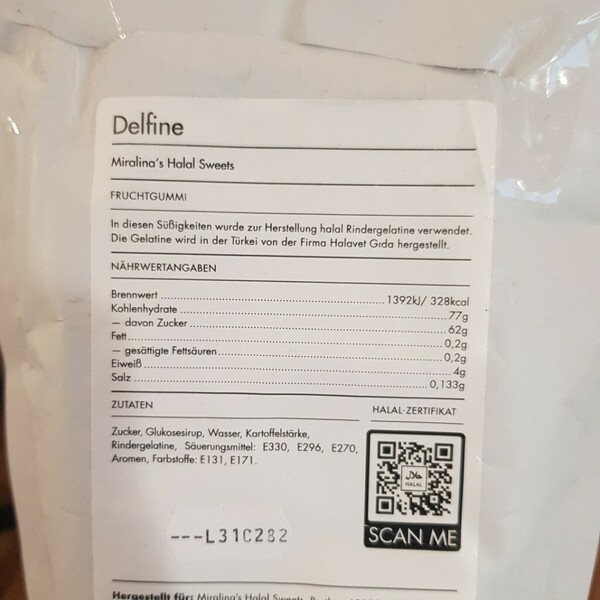 Delfine
Miralina's Halal Sweets
FRUCHTGUMMI
In diesen Süßigkeiten wurde zur Herstellung halal Rindergelatine verwendet.
Die Gelatine wird in der Türkei von der Firma Halavet Gıda hergestellt.
NÄHRWERTANGABEN
Brennwert ... 1392kJ/ 328kcal
Kohlenhydrate ... 77g
– davon Zucker ... 62g
Fett ... 0,2g
– gesättigte Fettsäuren ... 0,2g
Eiweiß ... 4g
Salz ... 0,133g
ZUTATEN
Zucker, Glukosesirup, Wasser, Kartoffelstärke,
Rindergelatine, Säuerungsmittel: E330, E296, E270,
Aromen, Farbstoffe: E131, E171.
HALAL-ZERTIFIKAT
حلال
HALAL
SCAN ME
---L31C282
Hergestellt für: Miralina's Halal Sweets,